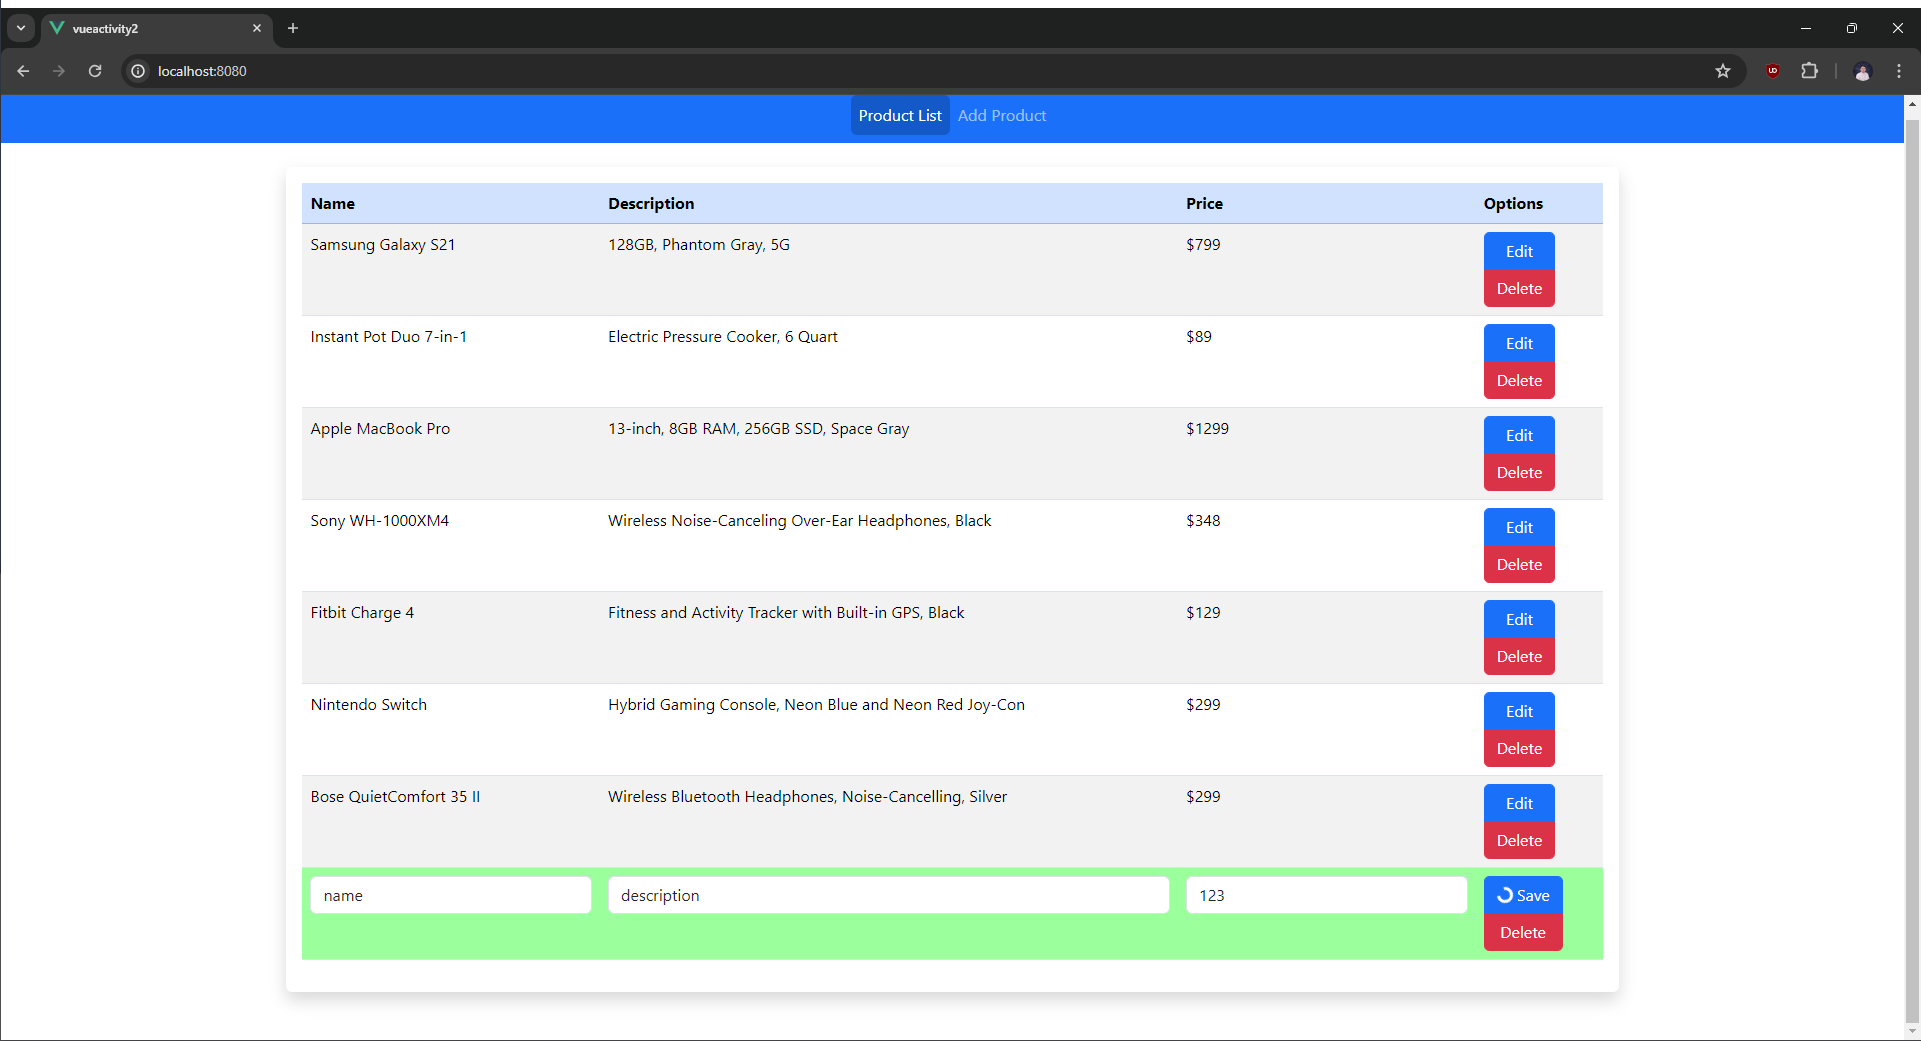 vueactivity2
localhost:8080
Product List Add Product
Name Description Price Options
Samsung Galaxy S21 128GB, Phantom Gray, 5G $799 Edit
Delete
Instant Pot Duo 7-in-1 Electric Pressure Cooker, 6 Quart $89 Edit
Delete
Apple MacBook Pro 13-inch, 8GB RAM, 256GB SSD, Space Gray $1299 Edit
Delete
Sony WH-1000XM4 Wireless Noise-Canceling Over-Ear Headphones, Black $348 Edit
Delete
Fitbit Charge 4 Fitness and Activity Tracker with Built-in GPS, Black $129 Edit
Delete
Nintendo Switch Hybrid Gaming Console, Neon Blue and Neon Red Joy-Con $299 Edit
Delete
Bose QuietComfort 35 II Wireless Bluetooth Headphones, Noise-Cancelling, Silver $299 Edit
Delete
name description 123 Save
Delete